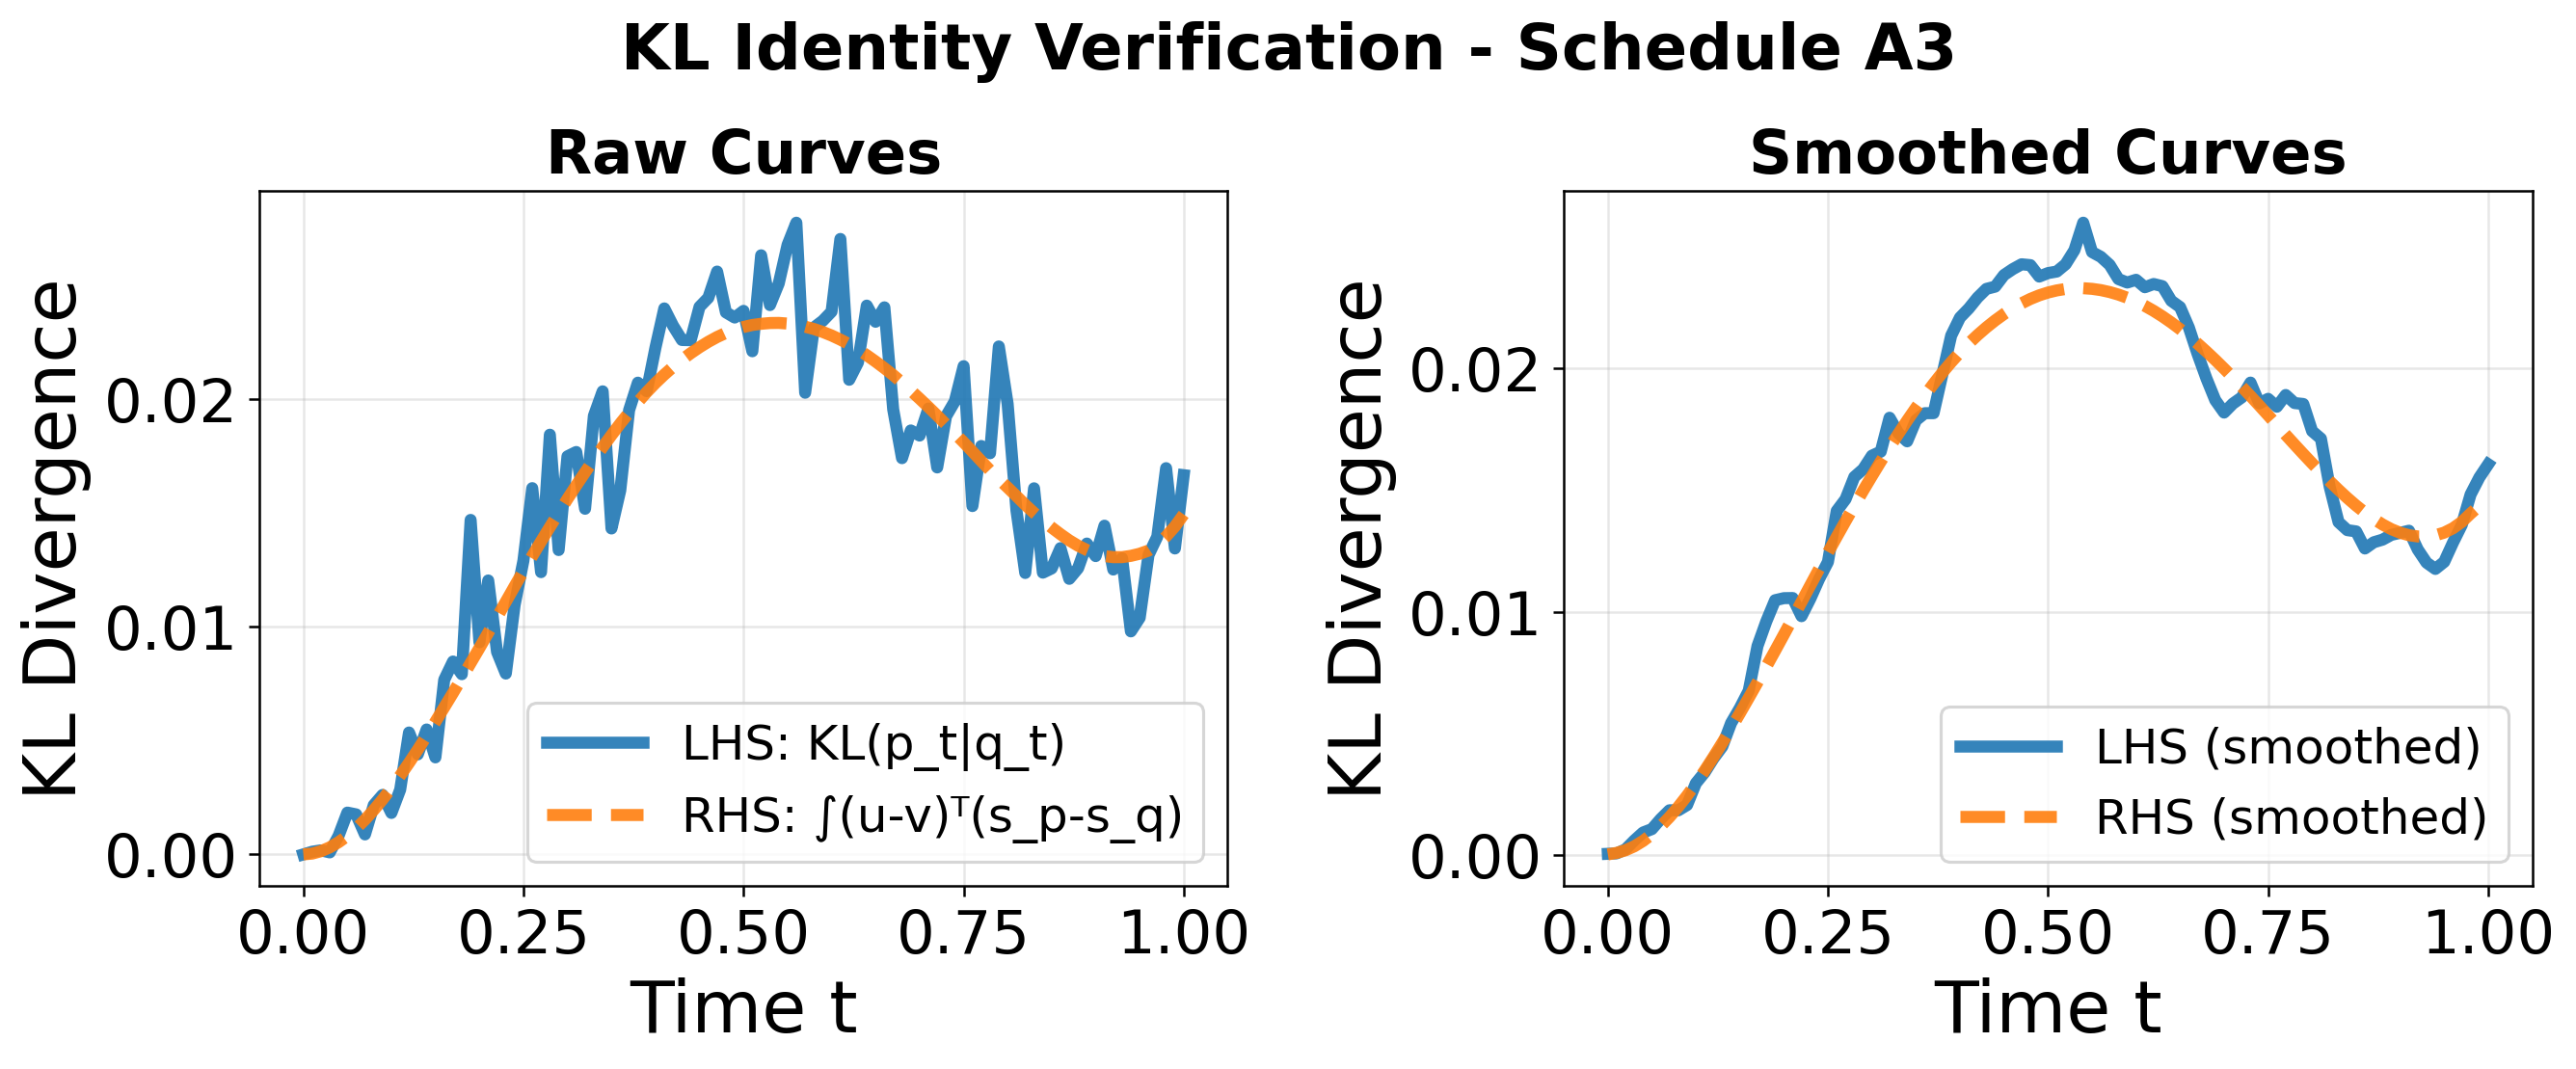 KL Identity Verification - Schedule A3
Raw Curves
KL Divergence
0.02
0.01
0.00
0.00 0.25 0.50 0.75 1.00
Time t
LHS: KL(p_t|q_t)
RHS: ∫(u-v)ᵀ(s_p-s_q)
Smoothed Curves
KL Divergence
0.02
0.01
0.00
0.00 0.25 0.50 0.75 1.00
Time t
LHS (smoothed)
RHS (smoothed)